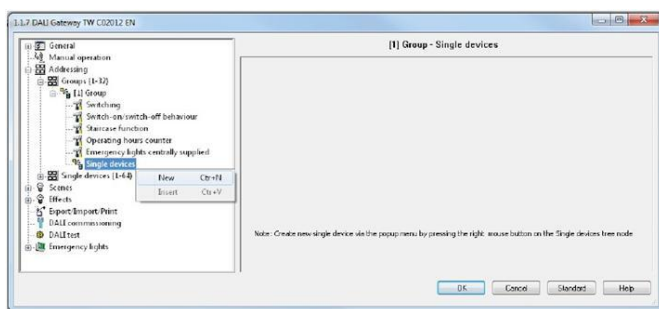 1.1.7 DALI Gateway TW C02012 EN
General
Manual operation
Addressing
Groups (1-32)
[1] Group
Switching
Switch-on/switch-off behaviour
Staircase function
Operating hours counter
Emergency lights centrally supplied
Single devices
Single devices (1-64)
Scenes
Effects
Export/Import/Print
DALI commissioning
DALI test
Emergency lights
New Ctr+N
Insert Ctr+V
[1] Group - Single devices
Note: Create new single device via the popup menu by pressing the right mouse button on the Single devices tree node
OK Cancel Standard Help